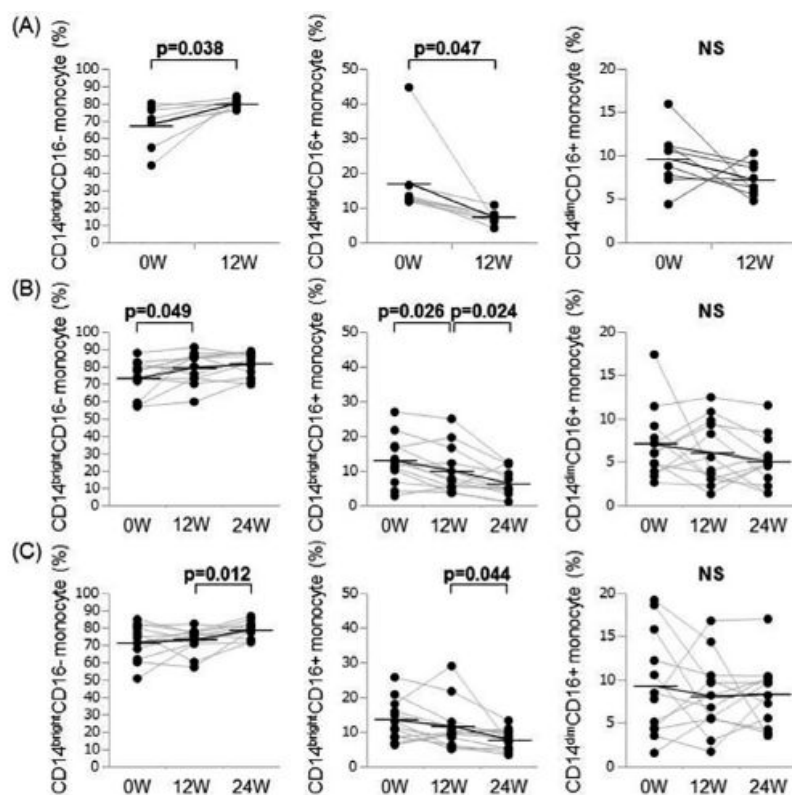 (A)
CD14brightCD16- monocyte (%)
100
90
80
70
60
50
40
30
20
10
0
p=0.038
0W 12W
CD14brightCD16+ monocyte (%)
50
40
30
20
10
0
p=0.047
0W 12W
CD14dimCD16+ monocyte (%)
20
15
10
5
0
NS
0W 12W
(B)
CD14brightCD16- monocyte (%)
100
90
80
70
60
50
40
30
20
10
0
p=0.049
0W 12W 24W
CD14brightCD16+ monocyte (%)
50
40
30
20
10
0
p=0.026 p=0.024
0W 12W 24W
CD14dimCD16+ monocyte (%)
20
15
10
5
0
NS
0W 12W 24W
(C)
CD14brightCD16- monocyte (%)
100
90
80
70
60
50
40
30
20
10
0
p=0.012
0W 12W 24W
CD14brightCD16+ monocyte (%)
50
40
30
20
10
0
p=0.044
0W 12W 24W
CD14dimCD16+ monocyte (%)
20
15
10
5
0
NS
0W 12W 24W